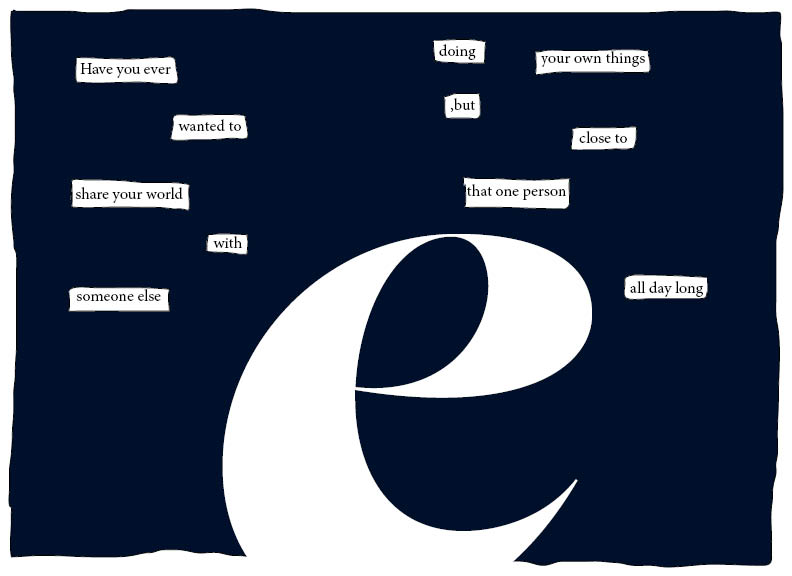 Have you ever
wanted to
share your world
with
someone else
doing
your own things
,but
close to
that one person
all day long
e